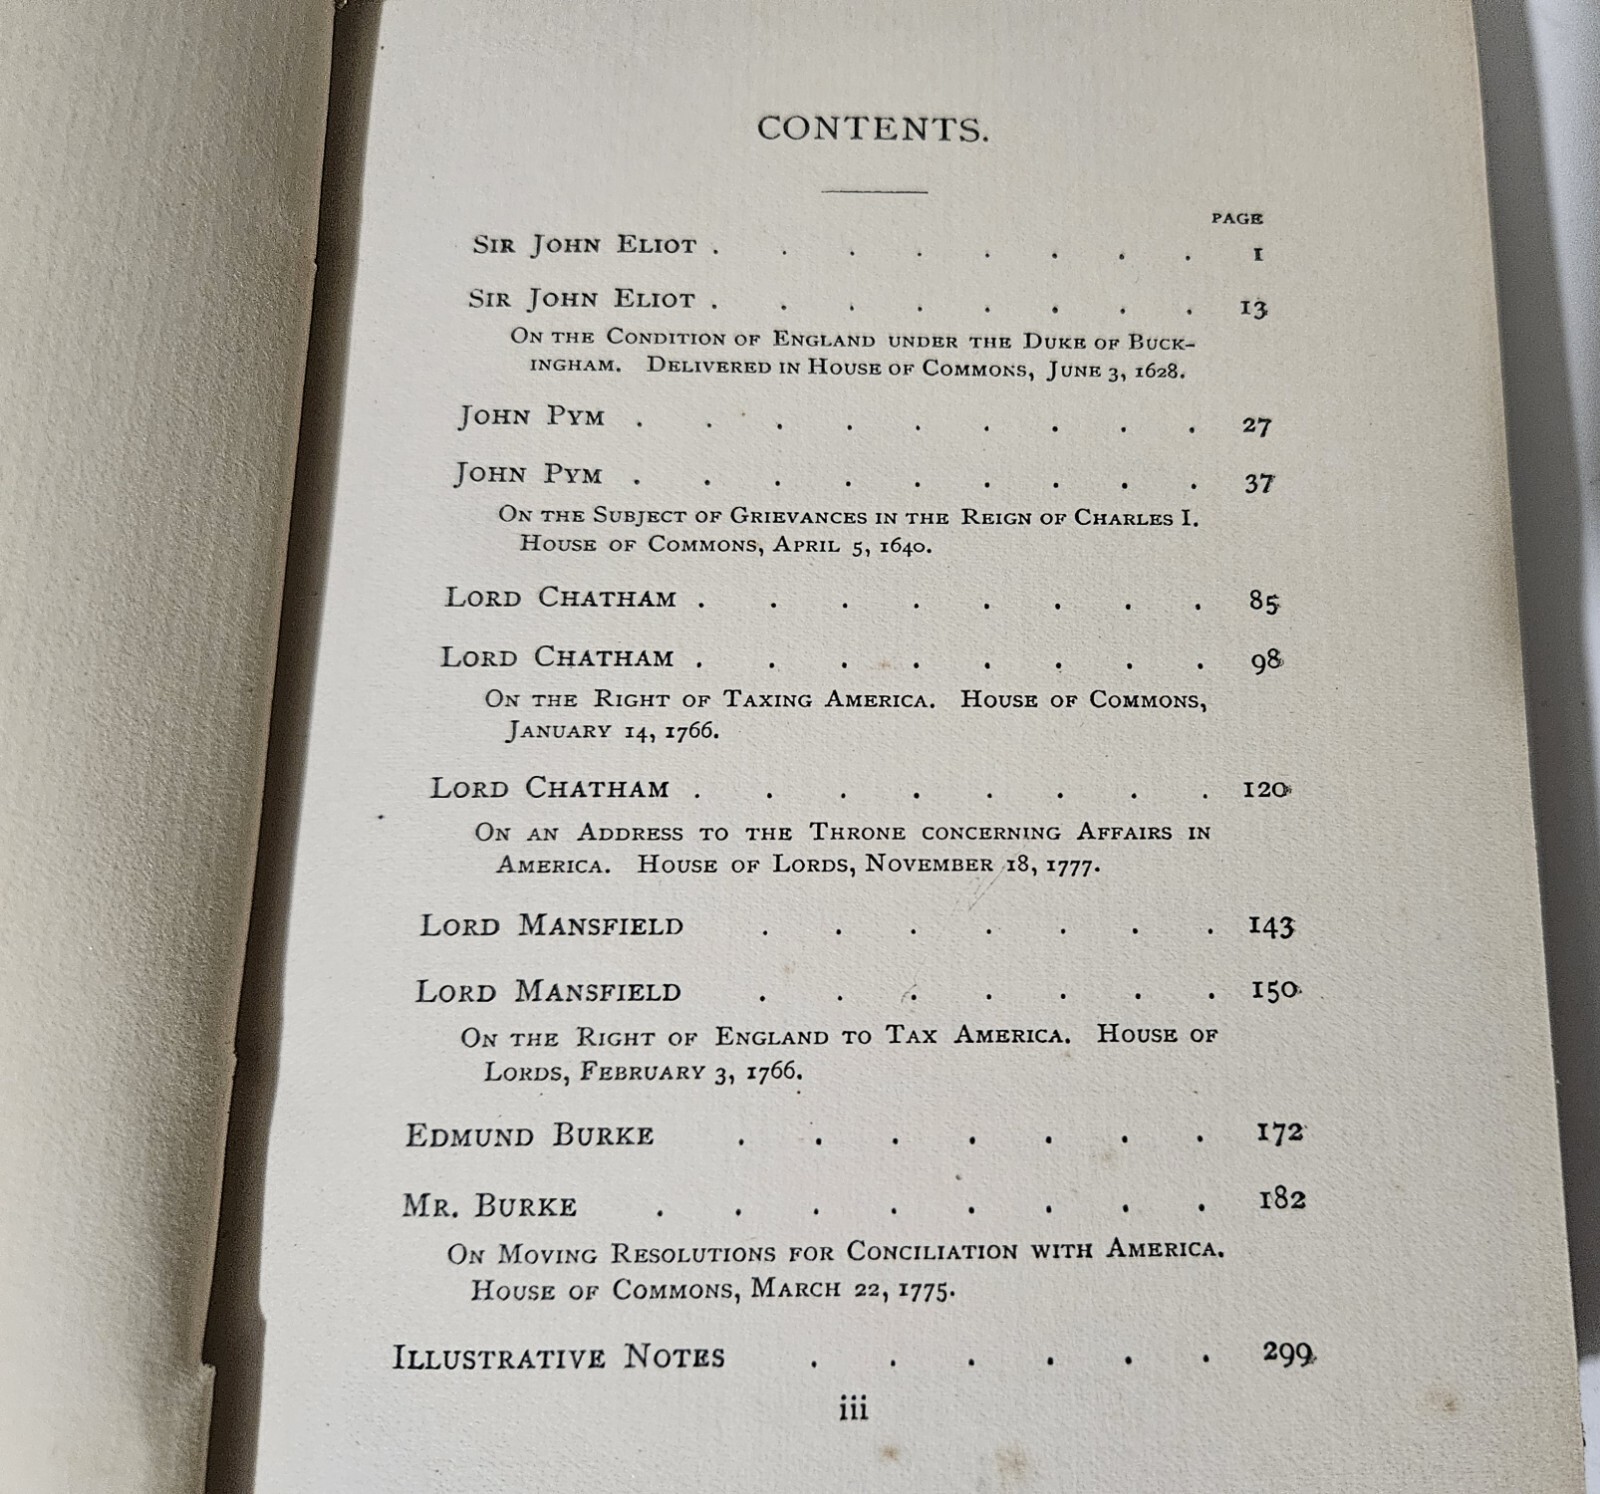 CONTENTS.
PAGE
SIR JOHN ELIOT . . . . . . . . 1
SIR JOHN ELIOT . . . . . . . . 13
ON THE CONDITION OF ENGLAND UNDER THE DUKE OF BUCK-
INGHAM. DELIVERED IN HOUSE OF COMMONS, JUNE 3, 1628.
JOHN PYM . . . . . . . . . 27
JOHN PYM . . . . . . . . . 37
ON THE SUBJECT OF GRIEVANCES IN THE REIGN OF CHARLES I.
HOUSE OF COMMONS, APRIL 5, 1640.
LORD CHATHAM . . . . . . . . 85
LORD CHATHAM . . . . . . . . 98
ON THE RIGHT OF TAXING AMERICA. HOUSE OF COMMONS,
JANUARY 14, 1766.
LORD CHATHAM . . . . . . . . 120
ON AN ADDRESS TO THE THRONE CONCERNING AFFAIRS IN
AMERICA. HOUSE OF LORDS, NOVEMBER 18, 1777.
LORD MANSFIELD . . . . . . . 143
LORD MANSFIELD . . . . . . . 150
ON THE RIGHT OF ENGLAND TO TAX AMERICA. HOUSE OF
LORDS, FEBRUARY 3, 1766.
EDMUND BURKE . . . . . . . 172
MR. BURKE . . . . . . . . 182
ON MOVING RESOLUTIONS FOR CONCILIATION WITH AMERICA.
HOUSE OF COMMONS, MARCH 22, 1775.
ILLUSTRATIVE NOTES . . . . . . 299
iii